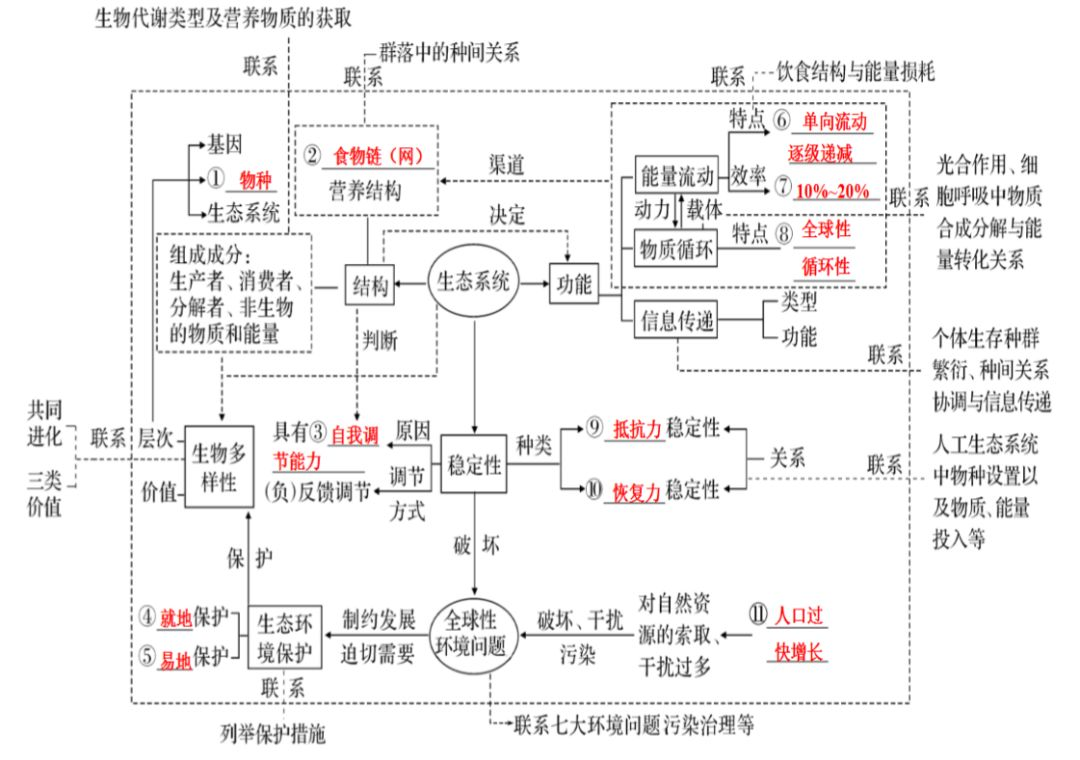 生物代谢类型及营养物质的获取
联系
群落中的种间关系
联系
联系
饮食结构与能量损耗
基因
① 物种
生态系统
② 食物链（网）
营养结构
渠道
决定
能量流动
特点
⑥ 单向流动
逐级递减
效率
⑦ 10%~20%
动力
载体
物质循环
特点
⑧ 全球性
循环性
联系
光合作用、细
胞呼吸中物质
合成分解与能
量转化关系
组成成分：
生产者、消费者、
分解者、非生物
的物质和能量
结构
生态系统
功能
信息传递
类型
功能
判断
联系
个体生存种群
繁衍、种间关系
协调与信息传递
共同
进化
三类
价值
联系
层次
价值
生物多
样性
具有③自我调
节能力
(负)反馈调节
原因
调节
方式
稳定性
种类
⑨ 抵抗力稳定性
⑩ 恢复力稳定性
关系
联系
人工生态系统
中物种设置以
及物质、能量
投入等
保护
破坏
④就地保护
⑤易地保护
生态环
境保护
制约发展
迫切需要
全球性
环境问题
破坏、干扰
污染
对自然资
源的索取、
干扰过多
⑪ 人口过
快增长
联系
列举保护措施
联系七大环境问题污染治理等